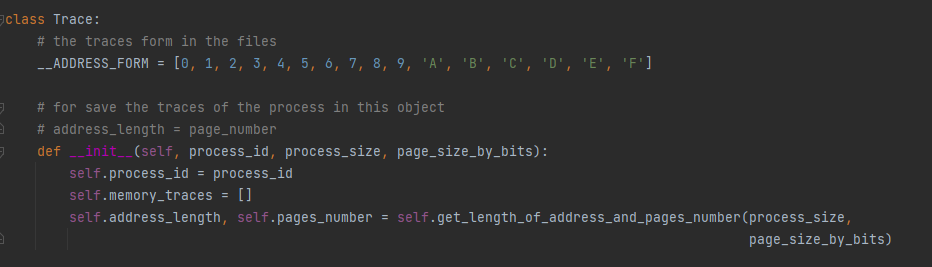 class Trace:
    # the traces form in the files
    __ADDRESS_FORM = [0, 1, 2, 3, 4, 5, 6, 7, 8, 9, 'A', 'B', 'C', 'D', 'E', 'F']

    # for save the traces of the process in this object
    # address_length = page_number
    def __init__(self, process_id, process_size, page_size_by_bits):
        self.process_id = process_id
        self.memory_traces = []
        self.address_length, self.pages_number = self.get_length_of_address_and_pages_number(process_size,
                                                                                             page_size_by_bits)